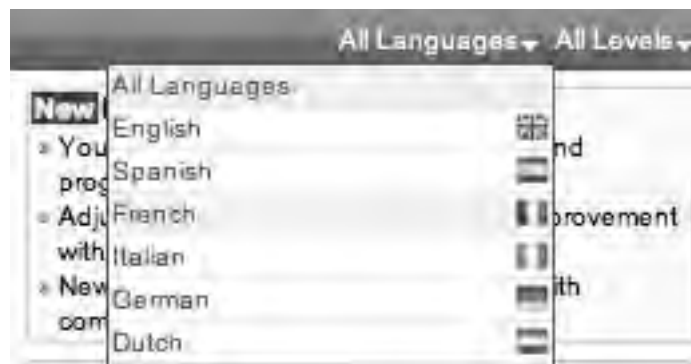 All Languages All Levels
All Languages
English
Spanish
French
Italian
German
Dutch
New
You nd
prog
Adju provement
with
New ith
com